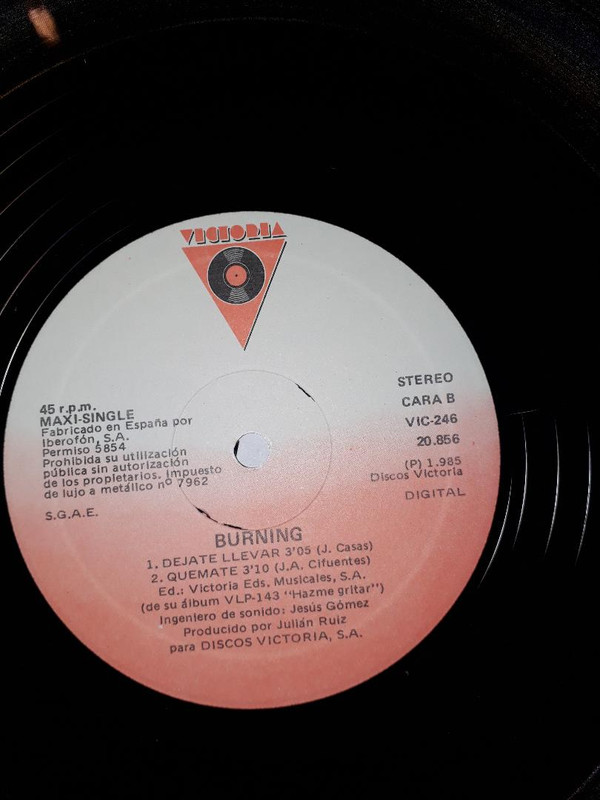 VICTORIA
45 r.p.m.
MAXI-SINGLE
Fabricado en España por
Iberofón, S.A.
Permiso 5854
Prohibida su utilización
pública sin autorización
de los propietarios. Impuesto
de lujo a metálico nº 7962
S.G.A.E.
STEREO
CARA B
VIC-246
20.856
(P) 1.985
Discos Victoria
DIGITAL
BURNING
1. DEJATE LLEVAR 3'05 (J. Casas)
2. QUEMATE 3'10 (J.A. Cifuentes)
Ed.: Victoria Eds. Musicales, S.A.
(de su álbum VLP-143 "Hazme gritar")
Ingeniero de sonido: Jesús Gómez
Producido por Julián Ruiz
para DISCOS VICTORIA, S.A.